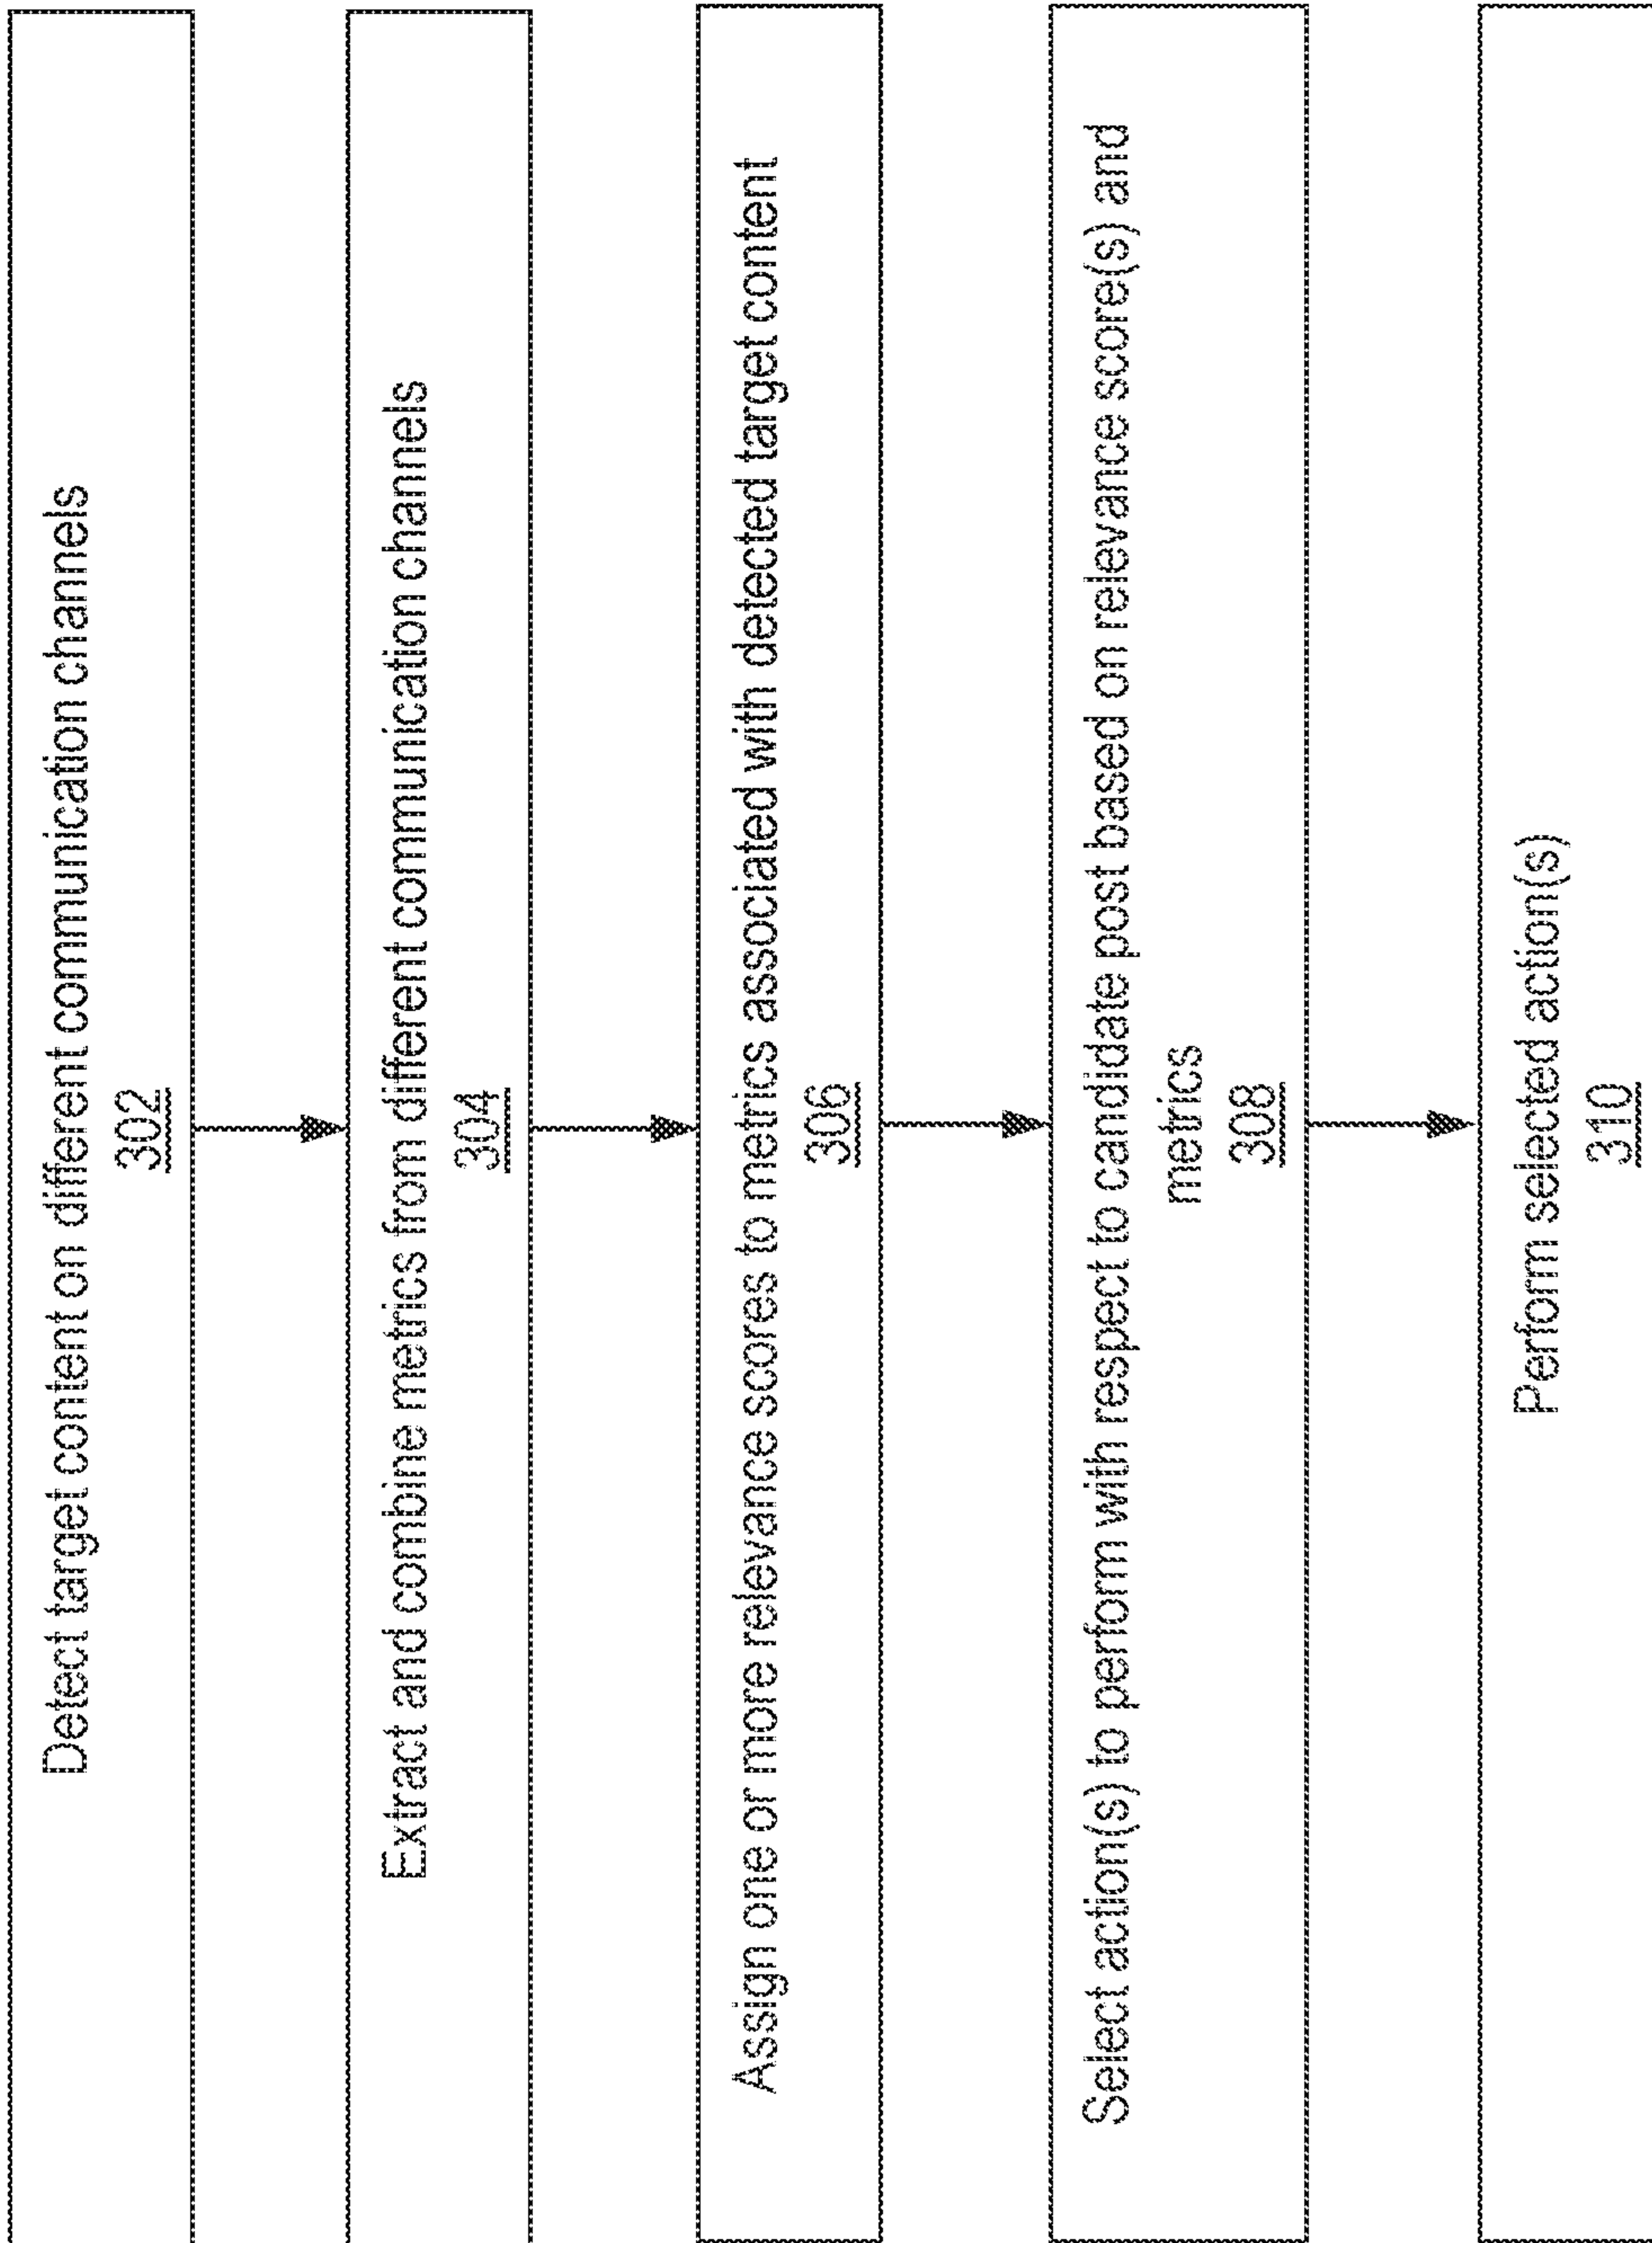 Detect target content on different communication channels
302
Extract and combine metrics from different communication channels
304
Assign one or more relevance scores to metrics associated with detected target content
306
Select action(s) to perform with respect to candidate post based on relevance score(s) and
metrics
308
Perform selected action(s)
310